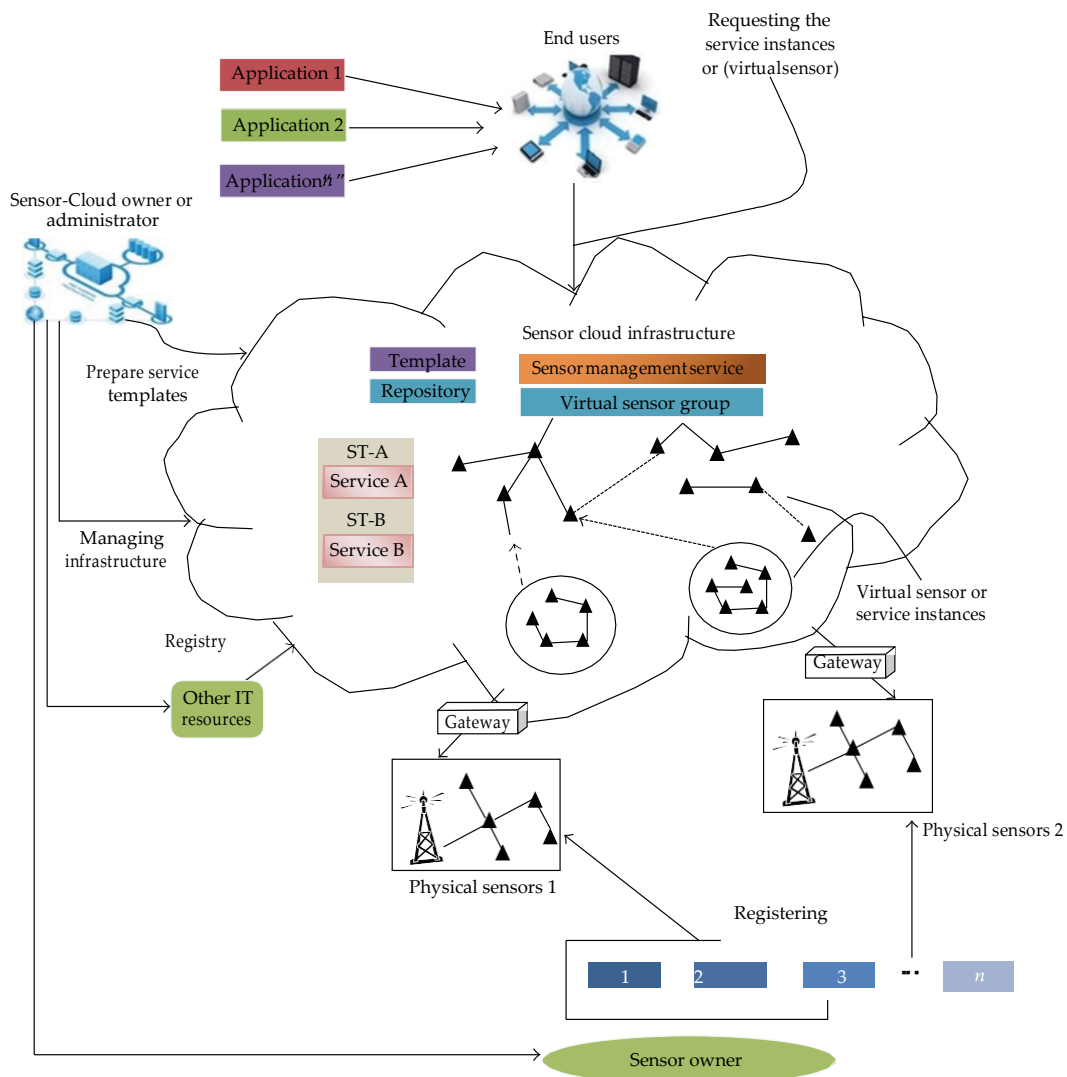 Requesting the
service instances
or (virtualsensor)
End users
Application 1
Application 2
Application “n”
Sensor-Cloud owner or
administrator
Sensor cloud infrastructure
Template
Repository
Sensor management service
Virtual sensor group
Prepare service
templates
ST-A
Service A
ST-B
Service B
Managing
infrastructure
Virtual sensor or
service instances
Registry
Other IT
resources
Gateway
Gateway
Physical sensors 2
Physical sensors 1
Registering
1
2
3
...
n
Sensor owner